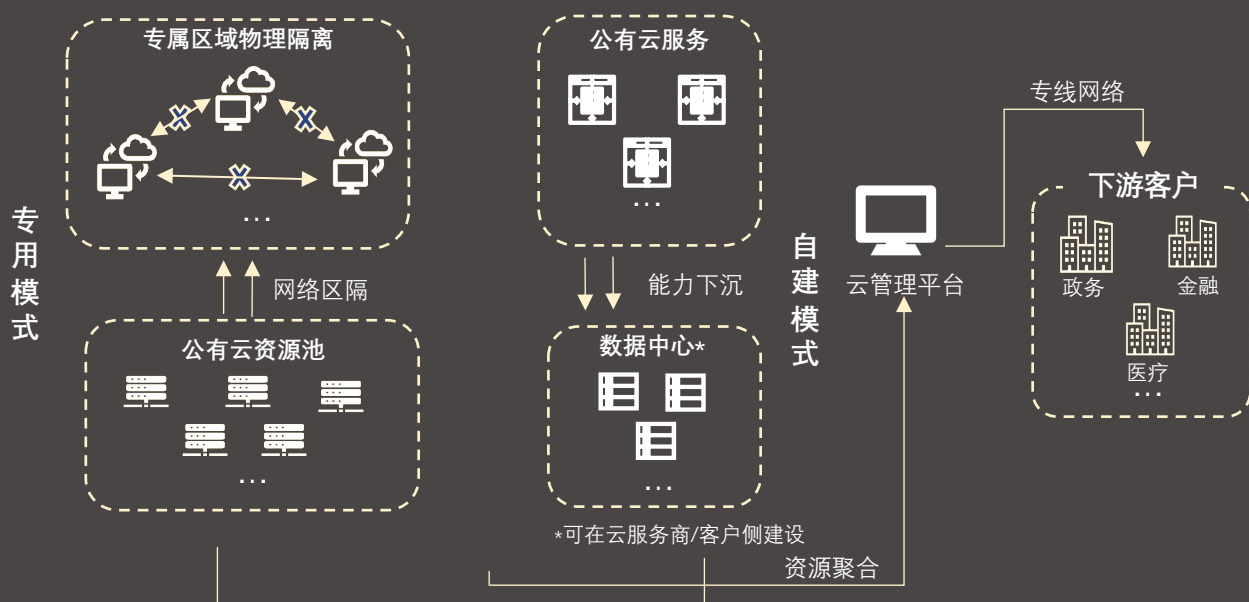 专用模式
专属区域物理隔离
...
网络区隔
公有云资源池
...
公有云服务
...
能力下沉
数据中心*
...
*可在云服务商/客户侧建设
自建模式
云管理平台
资源聚合
专线网络
下游客户
政务
金融
医疗
...